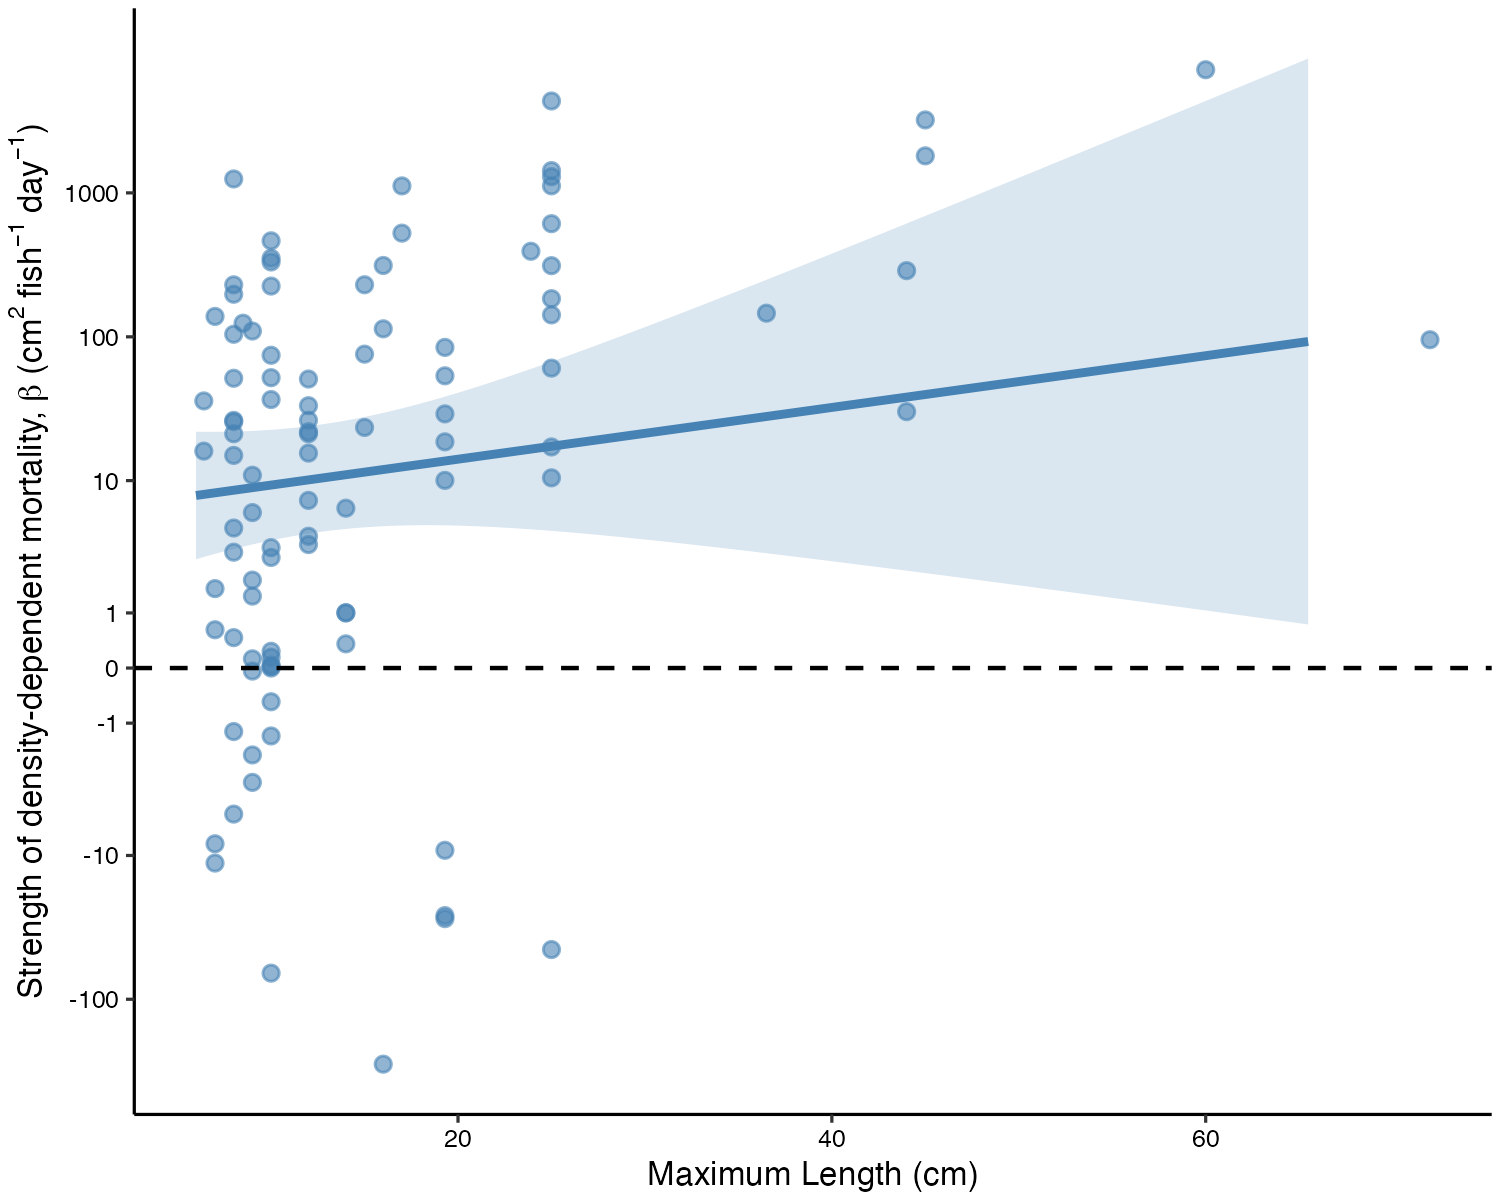 Strength of density-dependent mortality, β (cm² fish⁻¹ day⁻¹)
1000
100
10
1
0
-1
-10
-100
20 40 60
Maximum Length (cm)